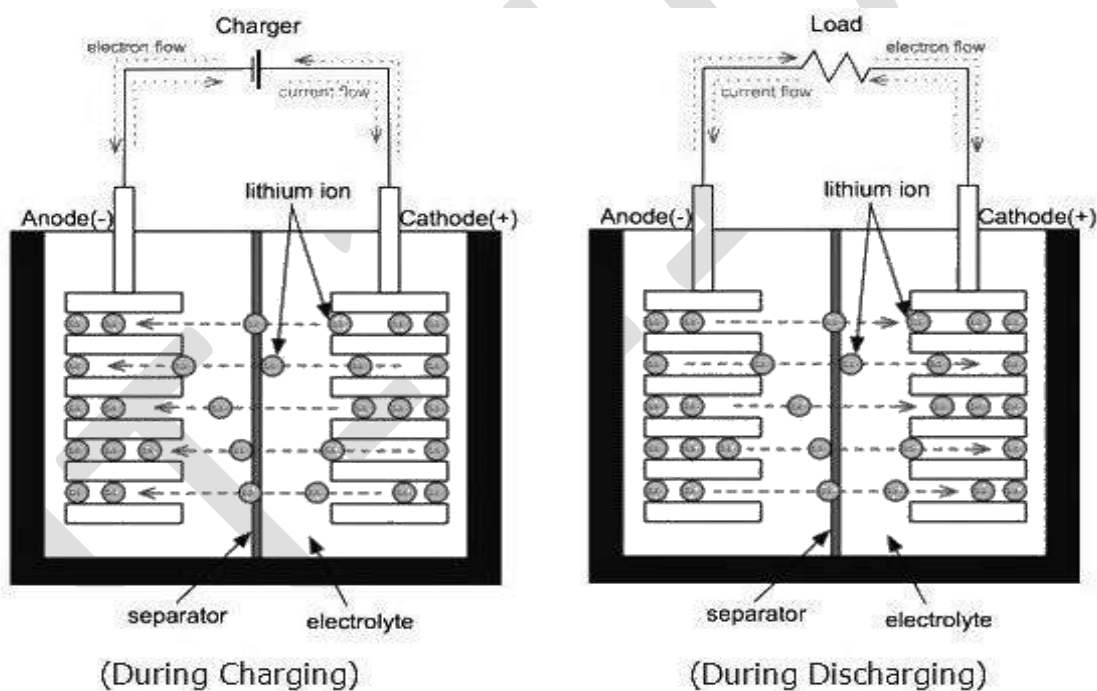 Charger
electron flow
current flow
lithium ion
Anode(-)
Cathode(+)
separator
electrolyte
(During Charging)
Load
electron flow
current flow
lithium ion
Anode(-)
Cathode(+)
separator
electrolyte
(During Discharging)